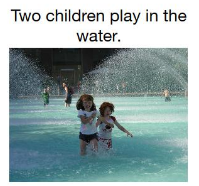 Two children play in the
water.